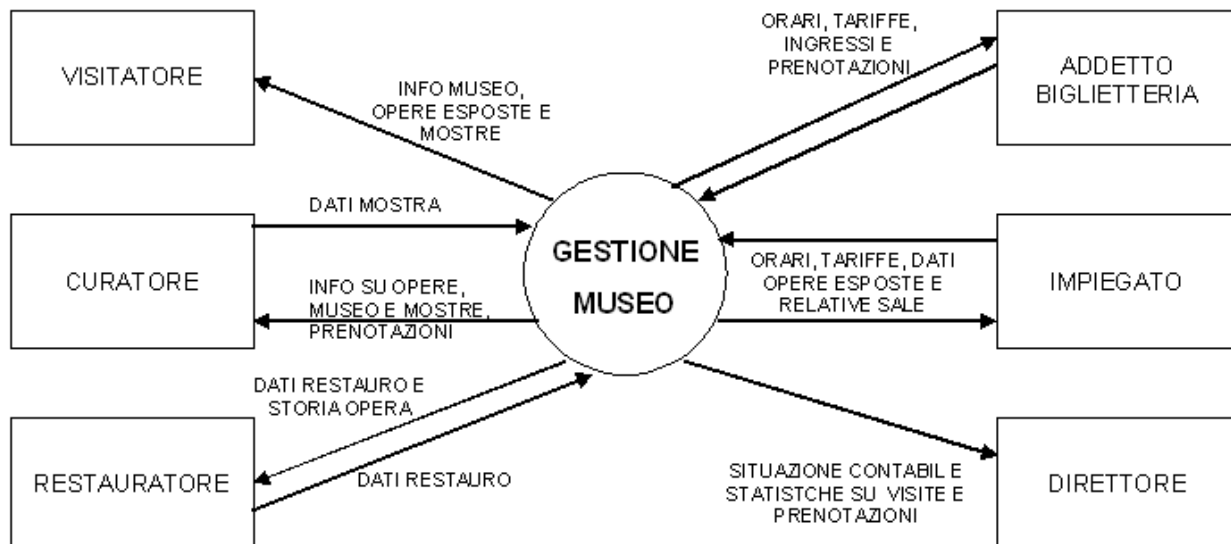 VISITATORE
INFO MUSEO,
OPERE ESPOSTE E
MOSTRE
ORARI, TARIFFE,
INGRESSI E
PRENOTAZIONI
ADDETTO
BIGLIETTERIA
CURATORE
DATI MOSTRA
INFO SU OPERE,
MUSEO E MOSTRE,
PRENOTAZIONI
GESTIONE
MUSEO
ORARI, TARIFFE, DATI
OPERE ESPOSTE E
RELATIVE SALE
IMPIEGATO
RESTAURATORE
DATI RESTAURO E
STORIA OPERA
DATI RESTAURO
SITUAZIONE CONTABIL E
STATISTCHE SU VISITE E
PRENOTAZIONI
DIRETTORE